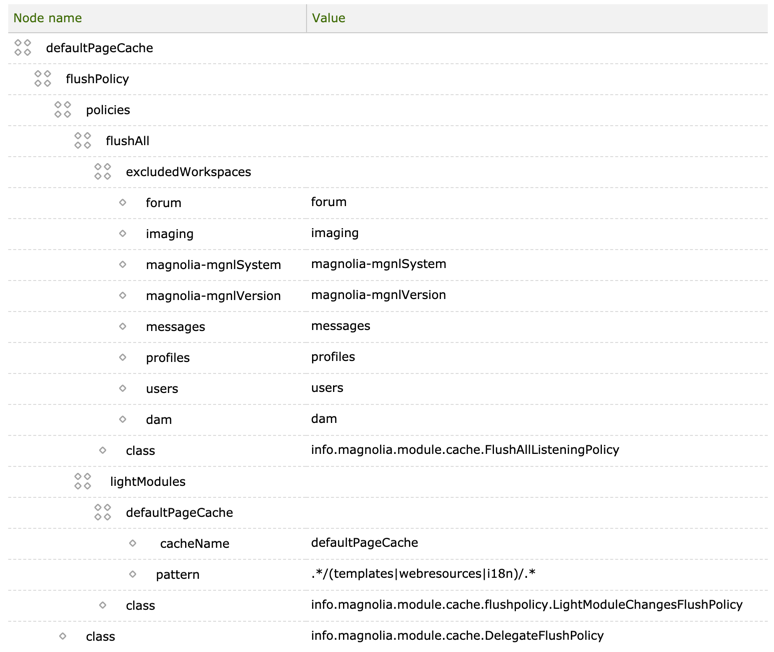 Node name Value
defaultPageCache
flushPolicy
policies
flushAll
excludedWorkspaces
forum forum
imaging imaging
magnolia-mgnlSystem magnolia-mgnlSystem
magnolia-mgnlVersion magnolia-mgnlVersion
messages messages
profiles profiles
users users
dam dam
class info.magnolia.module.cache.FlushAllListeningPolicy
lightModules
defaultPageCache
cacheName defaultPageCache
pattern .*/(templates|webresources|i18n)/.*
class info.magnolia.module.cache.flushpolicy.LightModuleChangesFlushPolicy
class info.magnolia.module.cache.DelegateFlushPolicy